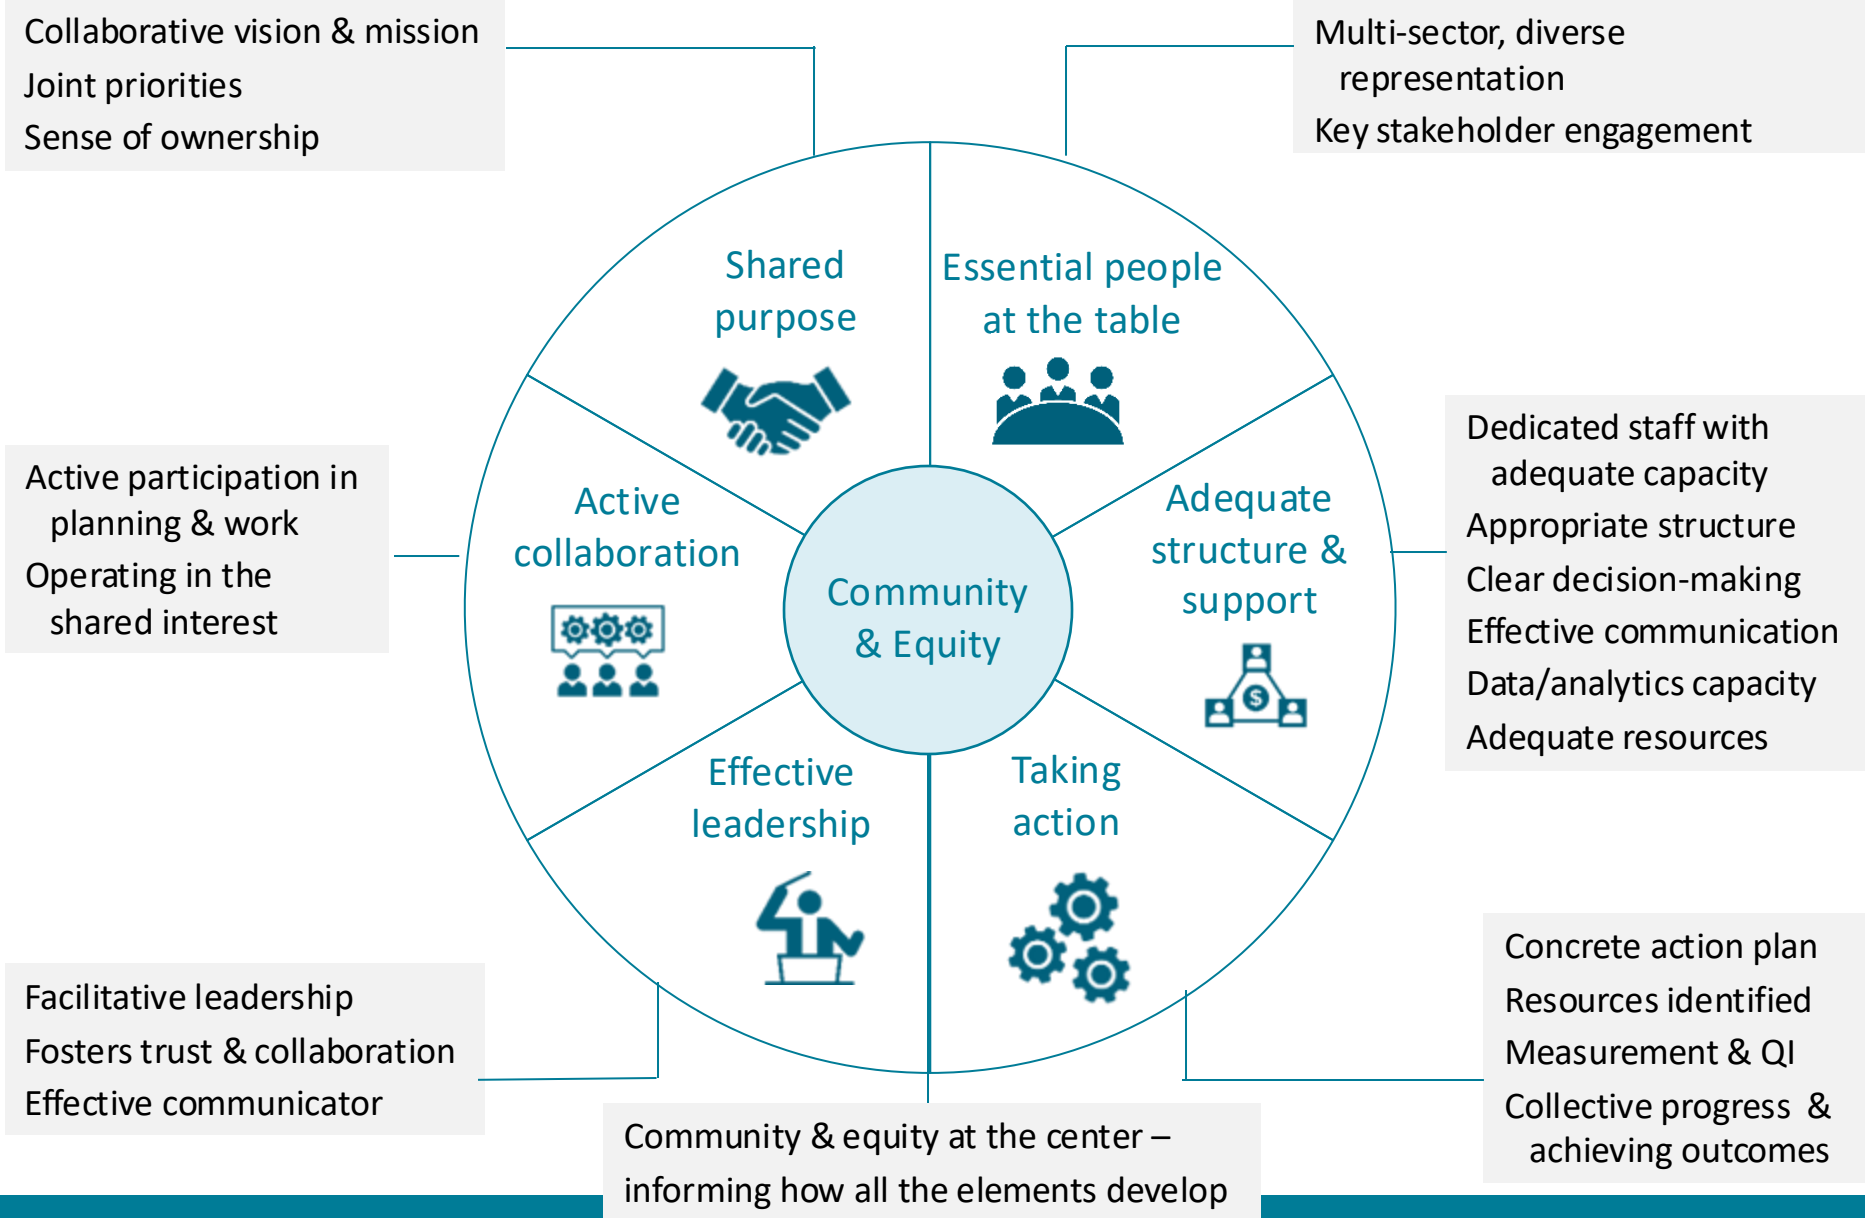 Collaborative vision & mission
Joint priorities
Sense of ownership
Multi-sector, diverse
representation
Key stakeholder engagement
Shared
purpose
Essential people
at the table
Active participation in
planning & work
Operating in the
shared interest
Active
collaboration
Community
& Equity
Adequate
structure &
support
$
Dedicated staff with
adequate capacity
Appropriate structure
Clear decision-making
Effective communication
Data/analytics capacity
Adequate resources
Effective
leadership
Taking
action
Facilitative leadership
Fosters trust & collaboration
Effective communicator
Community & equity at the center –
informing how all the elements develop
Concrete action plan
Resources identified
Measurement & QI
Collective progress &
achieving outcomes